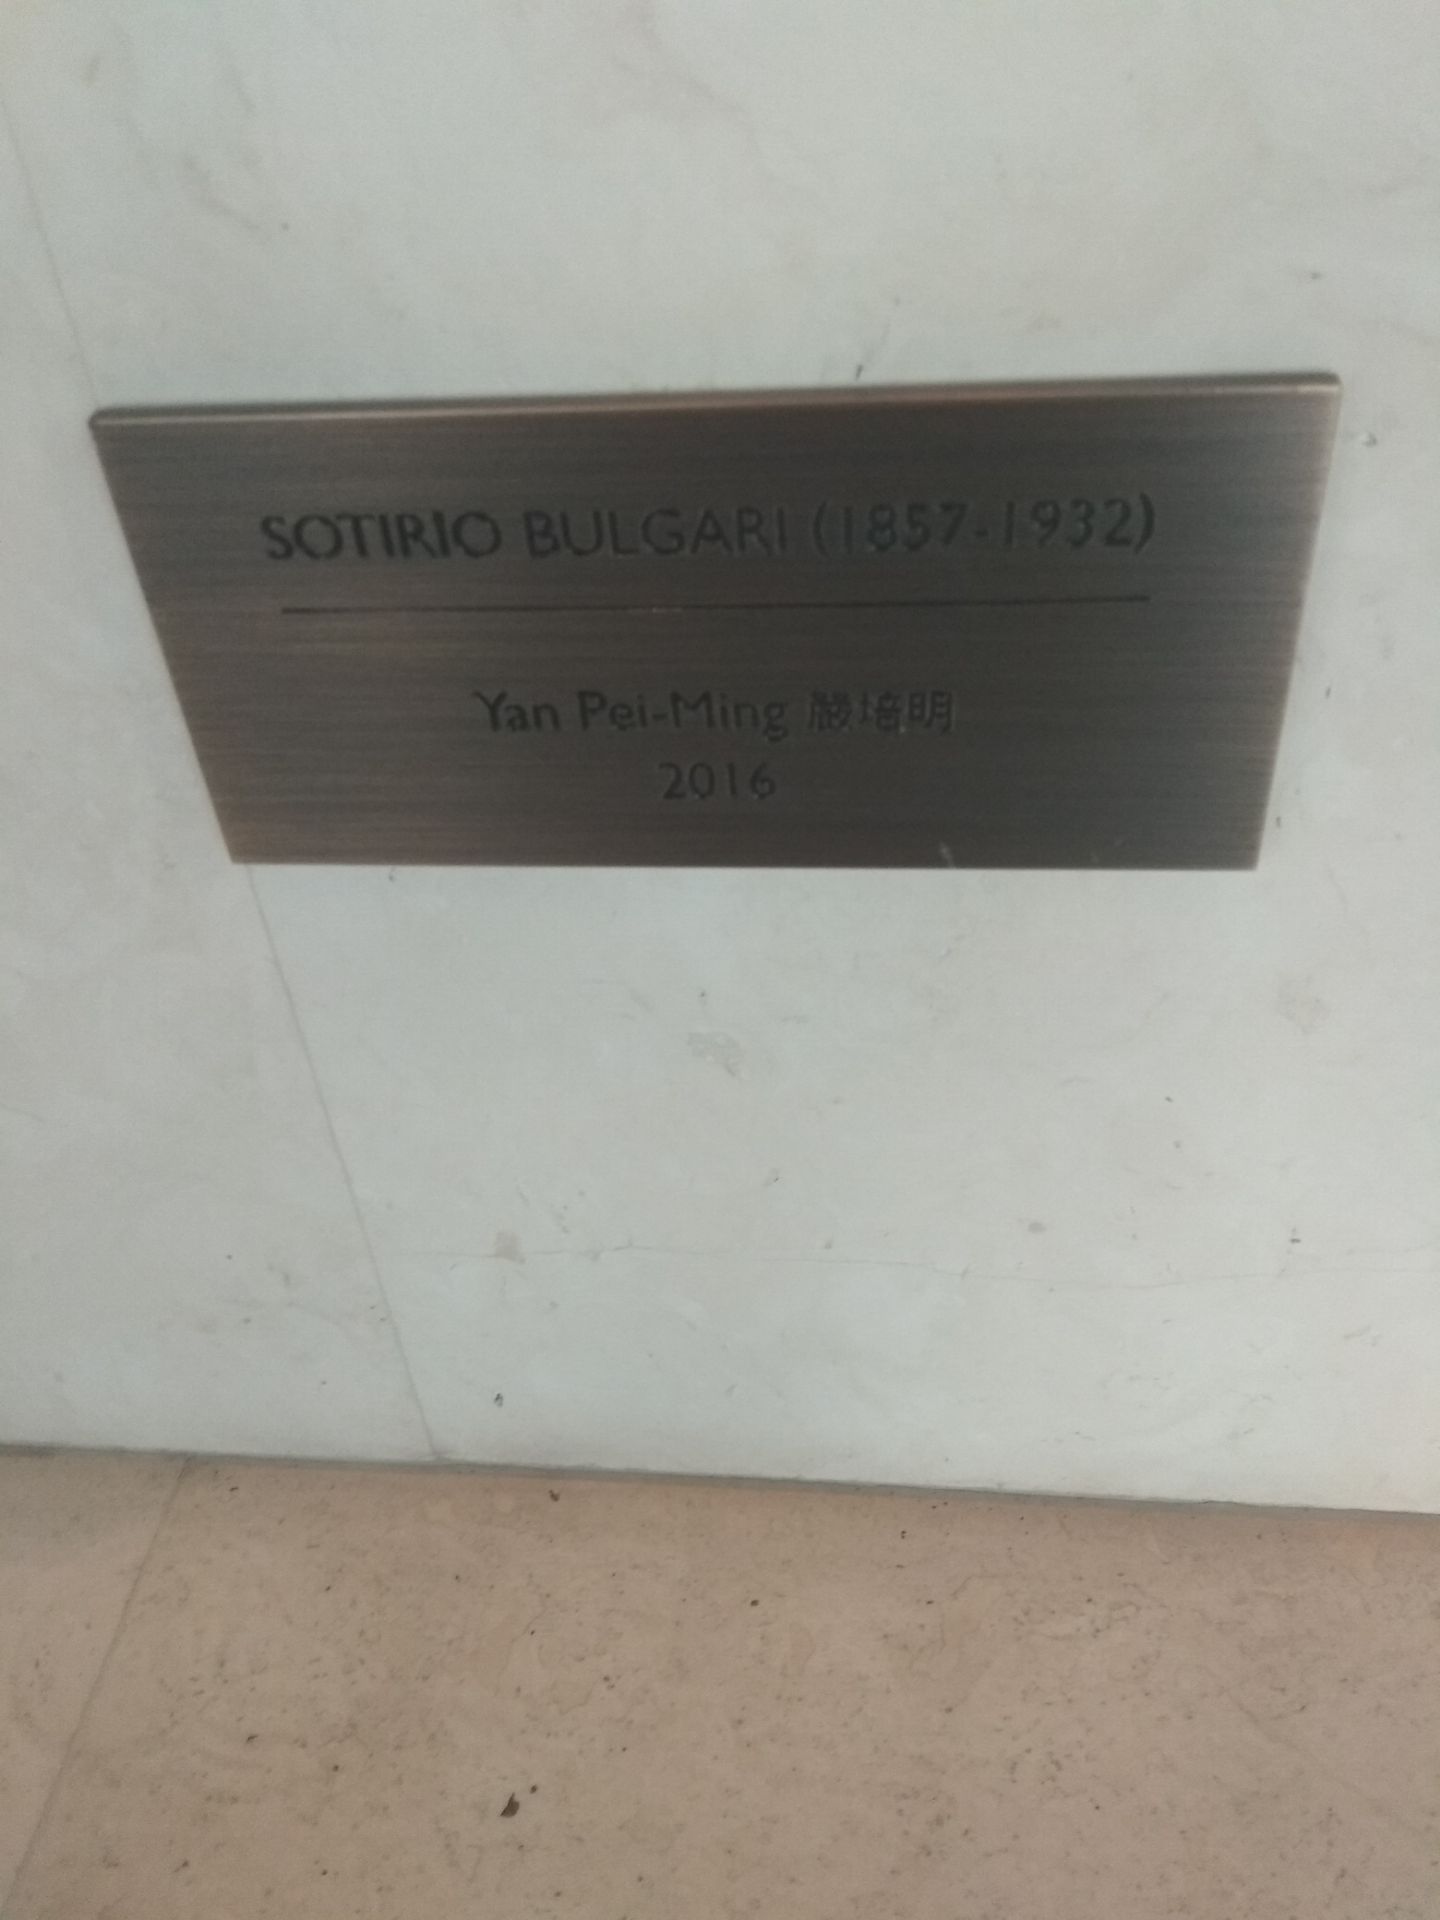 SOTIRIO BULGARI (1857-1932)
Yan Pei-Ming 嚴培明
2016